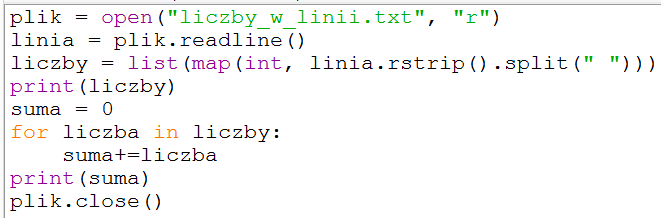 plik = open("liczby_w_linii.txt", "r")
linia = plik.readline()
liczby = list(map(int, linia.rstrip().split(" ")))
print(liczby)
suma = 0
for liczba in liczby:
    suma+=liczba
print(suma)
plik.close()